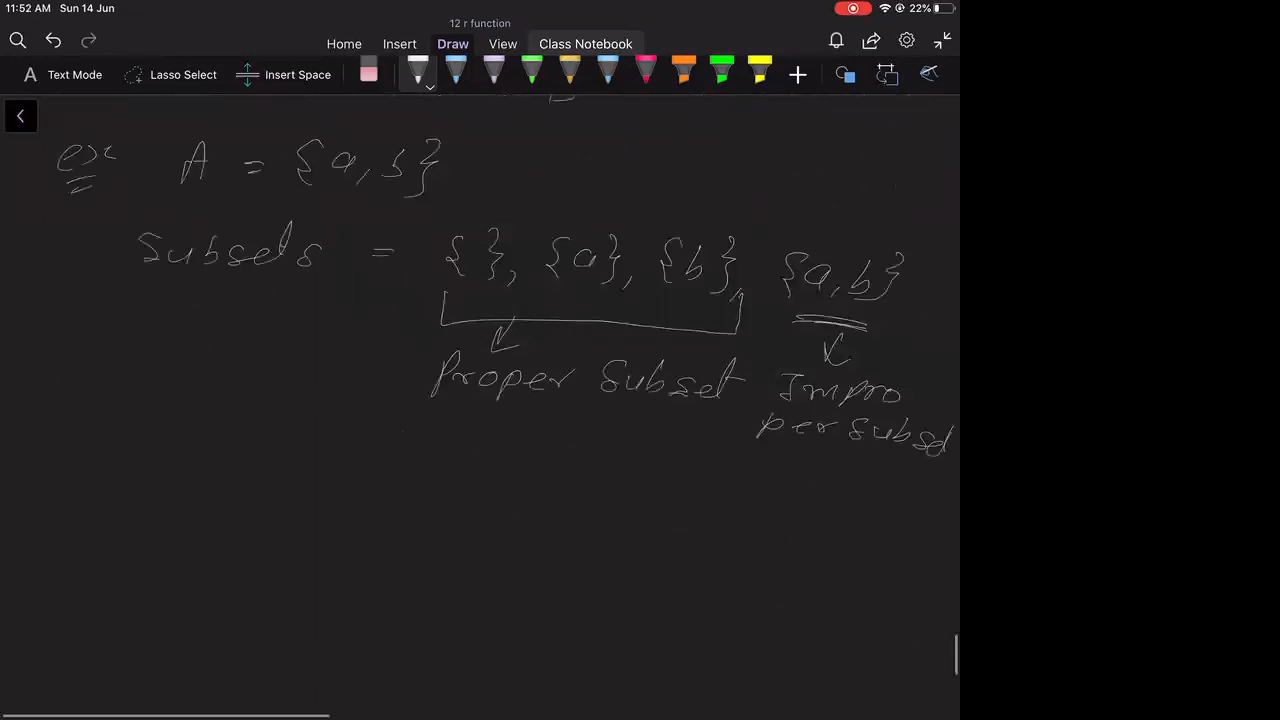 11:52 AM Sun 14 Jun
22%
12 r function
Home Insert Draw View Class Notebook
A Text Mode Lasso Select Insert Space
ex A = {a, b}
Subsets = { }, {a}, {b}, {a, b}
Proper Subset Impro
per subset